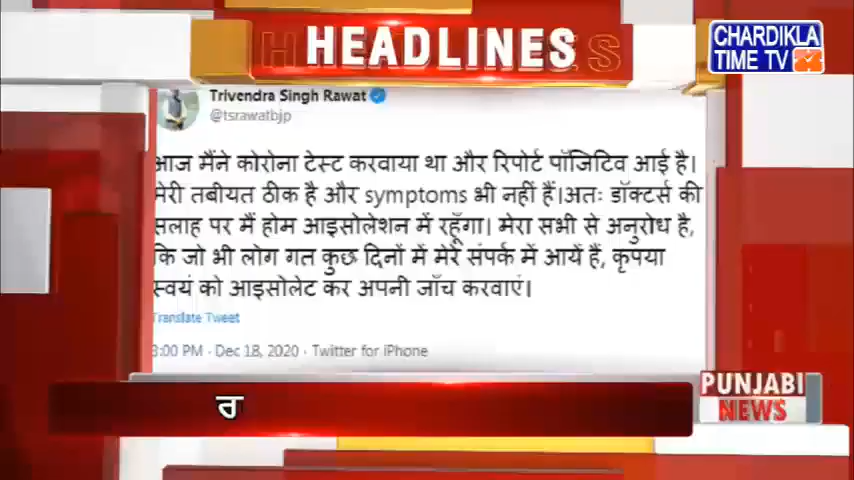 HEADLINES
CHARDIKLA
TIME TV
Trivendra Singh Rawat
@tsrawatbjp
आज मैंने कोरोना टेस्ट करवाया था और रिपोर्ट पॉजिटिव आई है।
मेरी तबीयत ठीक है और symptoms भी नहीं हैं।अतः डॉक्टर्स की
सलाह पर मैं होम आइसोलेशन में रहूँगा। मेरा सभी से अनुरोध है,
कि जो भी लोग गत कुछ दिनों में मेरे संपर्क में आयें हैं, कृपया
स्वयं को आइसोलेट कर अपनी जाँच करवाएं।
Translate Tweet
3:00 PM · Dec 18, 2020 · Twitter for iPhone
ਰ
PUNJABI
NEWS